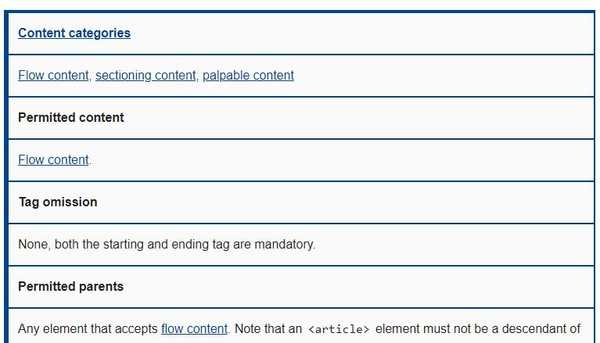 Content categories
Flow content, sectioning content, palpable content
Permitted content
Flow content.
Tag omission
None, both the starting and ending tag are mandatory.
Permitted parents
Any element that accepts flow content. Note that an <article> element must not be a descendant of